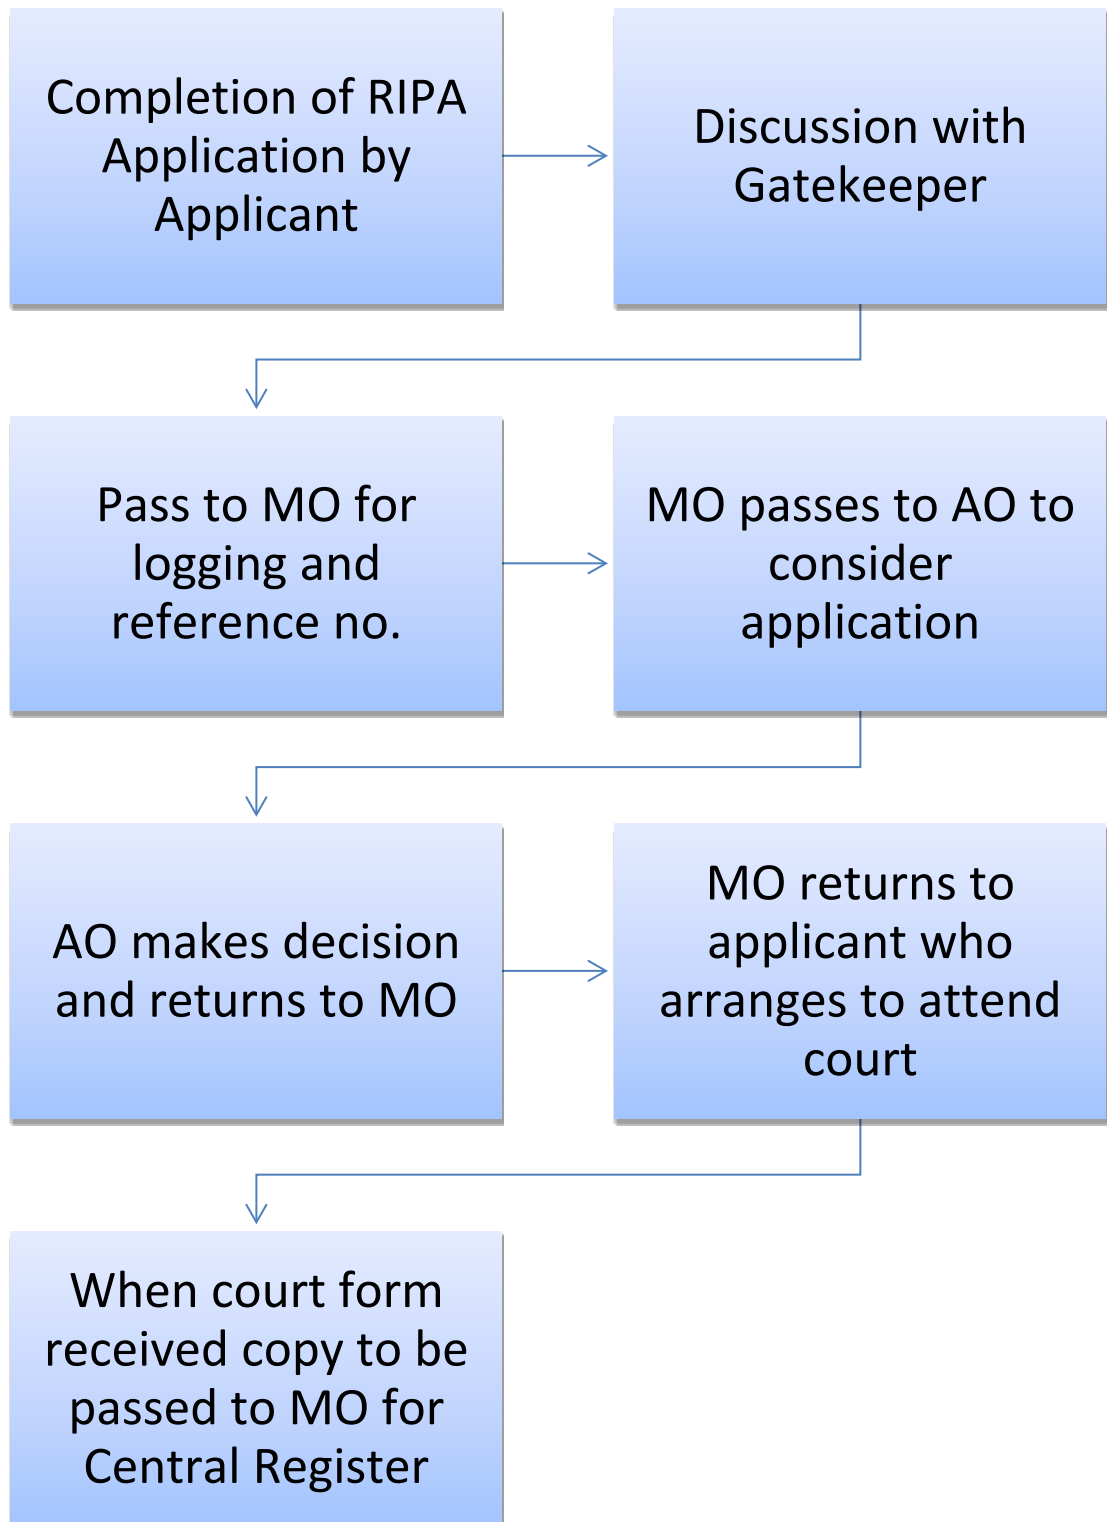 Completion of RIPA
Application by
Applicant
Discussion with
Gatekeeper
Pass to MO for
logging and
reference no.
MO passes to AO to
consider
application
AO makes decision
and returns to MO
MO returns to
applicant who
arranges to attend
court
When court form
received copy to be
passed to MO for
Central Register